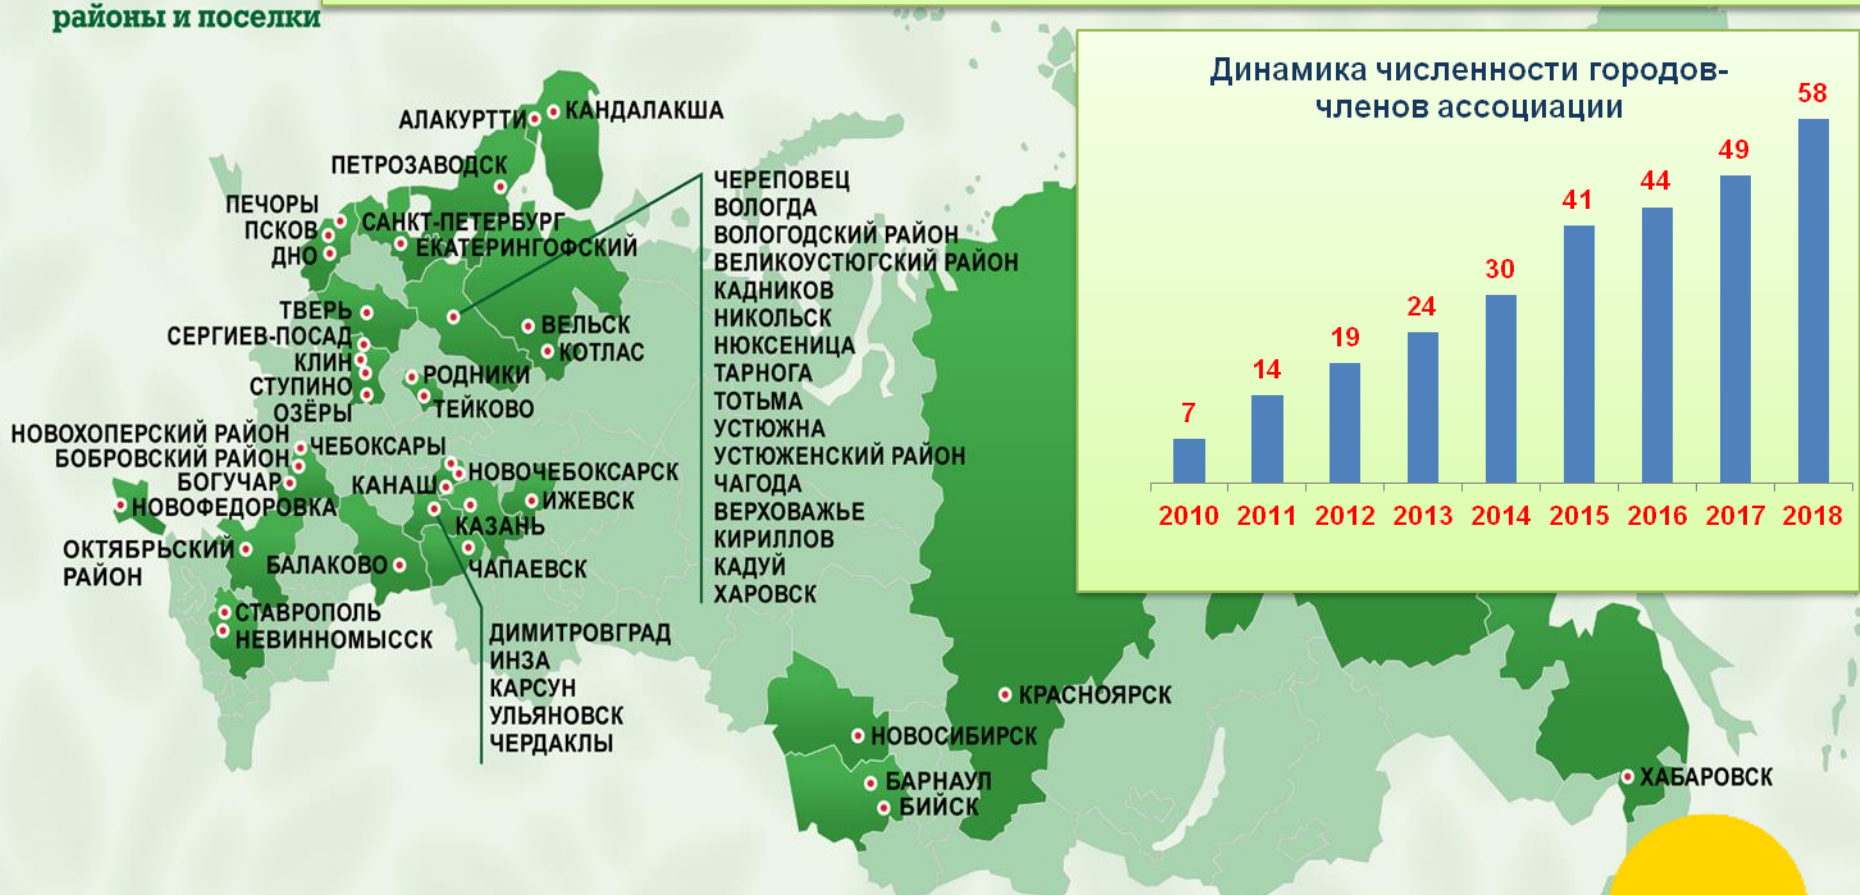 районы и поселки
Динамика численности городов-
членов ассоциации
7
14
19
24
30
41
44
49
58
2010 2011 2012 2013 2014 2015 2016 2017 2018
АЛАКУРТТИ
КАНДАЛАКША
ПЕТРОЗАВОДСК
ПЕЧОРЫ
ПСКОВ
ДНО
САНКТ-ПЕТЕРБУРГ
ЕКАТЕРИНГОФСКИЙ
ТВЕРЬ
СЕРГИЕВ-ПОСАД
КЛИН
СТУПИНО
ОЗЁРЫ
ВЕЛЬСК
КОТЛАС
РОДНИКИ
ТЕЙКОВО
ЧЕРЕПОВЕЦ
ВОЛОГДА
ВОЛОГОДСКИЙ РАЙОН
ВЕЛИКОУСТЮГСКИЙ РАЙОН
КАДНИКОВ
НИКОЛЬСК
НЮКСЕНИЦА
ТАРНОГА
ТОТЬМА
УСТЮЖНА
УСТЮЖЕНСКИЙ РАЙОН
ЧАГОДА
ВЕРХОВАЖЬЕ
КИРИЛЛОВ
КАДУЙ
ХАРОВСК
НОВОХОПЕРСКИЙ РАЙОН
БОБРОВСКИЙ РАЙОН
БОГУЧАР
НОВОФЕДОРОВКА
ЧЕБОКСАРЫ
НОВОЧЕБОКСАРСК
КАНАШ
ИЖЕВСК
КАЗАНЬ
ОКТЯБРЬСКИЙ
РАЙОН
БАЛАКОВО
ЧАПАЕВСК
СТАВРОПОЛЬ
НЕВИННОМЫССК
ДИМИТРОВГРАД
ИНЗА
КАРСУН
УЛЬЯНОВСК
ЧЕРДАКЛЫ
КРАСНОЯРСК
НОВОСИБИРСК
БАРНАУЛ
БИЙСК
ХАБАРОВСК